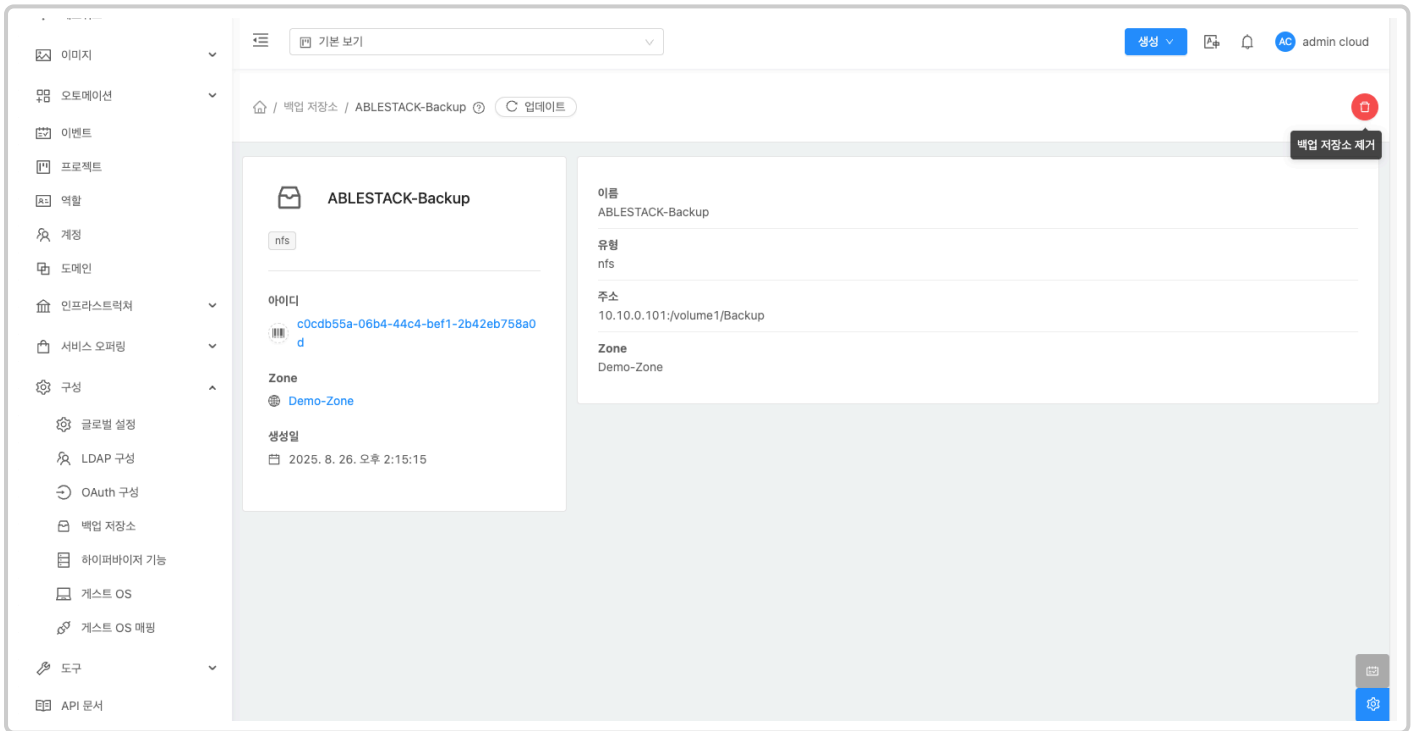 이미지
오토메이션
이벤트
프로젝트
역할
계정
도메인
인프라스트럭쳐
서비스 오퍼링
구성
글로벌 설정
LDAP 구성
OAuth 구성
백업 저장소
하이퍼바이저 기능
게스트 OS
게스트 OS 매핑
도구
API 문서
기본 보기
생성
AC admin cloud
/ 백업 저장소 / ABLESTACK-Backup 업데이트
백업 저장소 제거
ABLESTACK-Backup
nfs
아이디
c0cdb55a-06b4-44c4-bef1-2b42eb758a0
d
Zone
Demo-Zone
생성일
2025. 8. 26. 오후 2:15:15
이름
ABLESTACK-Backup
유형
nfs
주소
10.10.0.101:/volume1/Backup
Zone
Demo-Zone